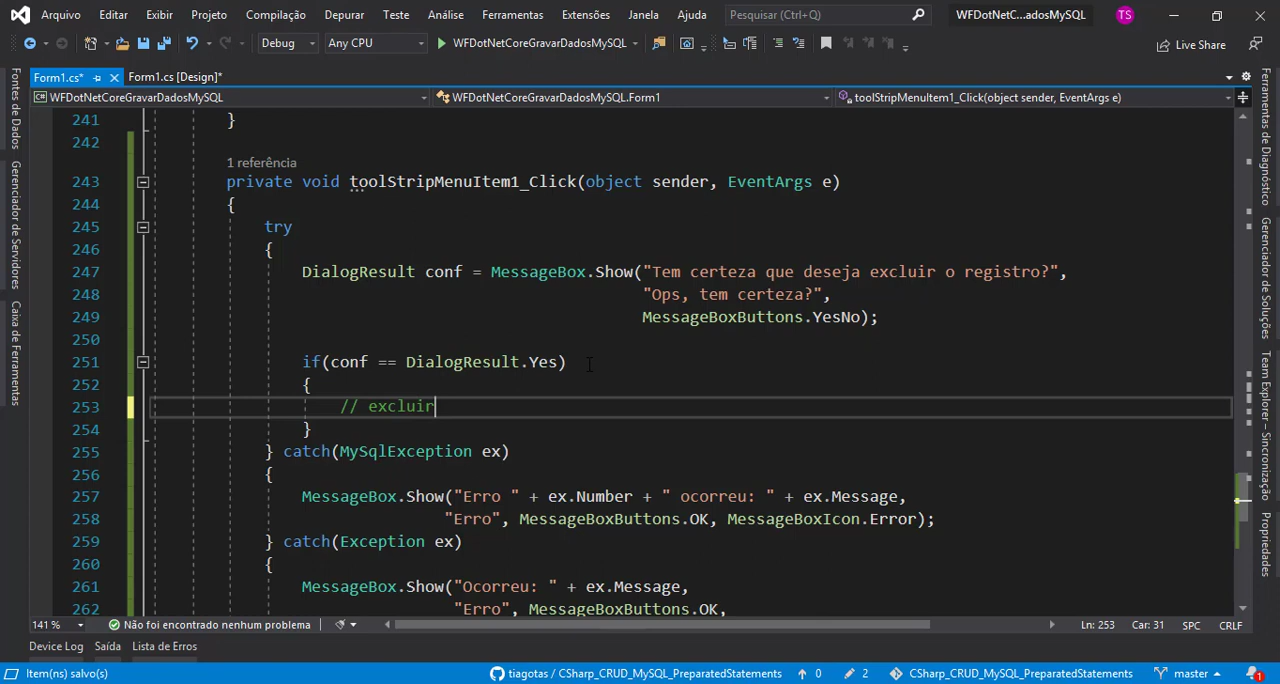 Arquivo Editar Exibir Projeto Compilação Depurar Teste Análise Ferramentas Extensões Janela Ajuda Pesquisar (Ctrl+Q) WFDotNetC...adosMySQL TS
Debug Any CPU WFDotNetCoreGravarDadosMySQL Live Share
Form1.cs* Form1.cs [Design]*
WFDotNetCoreGravarDadosMySQL WFDotNetCoreGravarDadosMySQL.Form1 toolStripMenuItem1_Click(object sender, EventArgs e)
Fontes de Dados
Gerenciador de Servidores
Caixa de Ferramentas
241 }
242
1 referência
243 private void toolStripMenuItem1_Click(object sender, EventArgs e)
244 {
245 try
246 {
247 DialogResult conf = MessageBox.Show("Tem certeza que deseja excluir o registro?",
248 "Ops, tem certeza?",
249 MessageBoxButtons.YesNo);
250
251 if(conf == DialogResult.Yes)
252 {
253 // excluir
254 }
255 } catch(MySqlException ex)
256 {
257 MessageBox.Show("Erro " + ex.Number + " ocorreu: " + ex.Message,
258 "Erro", MessageBoxButtons.OK, MessageBoxIcon.Error);
259 } catch(Exception ex)
260 {
261 MessageBox.Show("Ocorreu: " + ex.Message,
262 "Erro", MessageBoxButtons.OK,
Ferramentas de Diagnóstico
Gerenciador de Soluções
Team Explorer – Sincronização
Propriedades
141 % Não foi encontrado nenhum problema Ln: 253 Car: 31 SPC CRLF
Device Log Saída Lista de Erros
Item(ns) salvo(s) tiagotas / CSharp_CRUD_MySQL_PreparedStatements 0 2 CSharp_CRUD_MySQL_PreparedStatements master 1